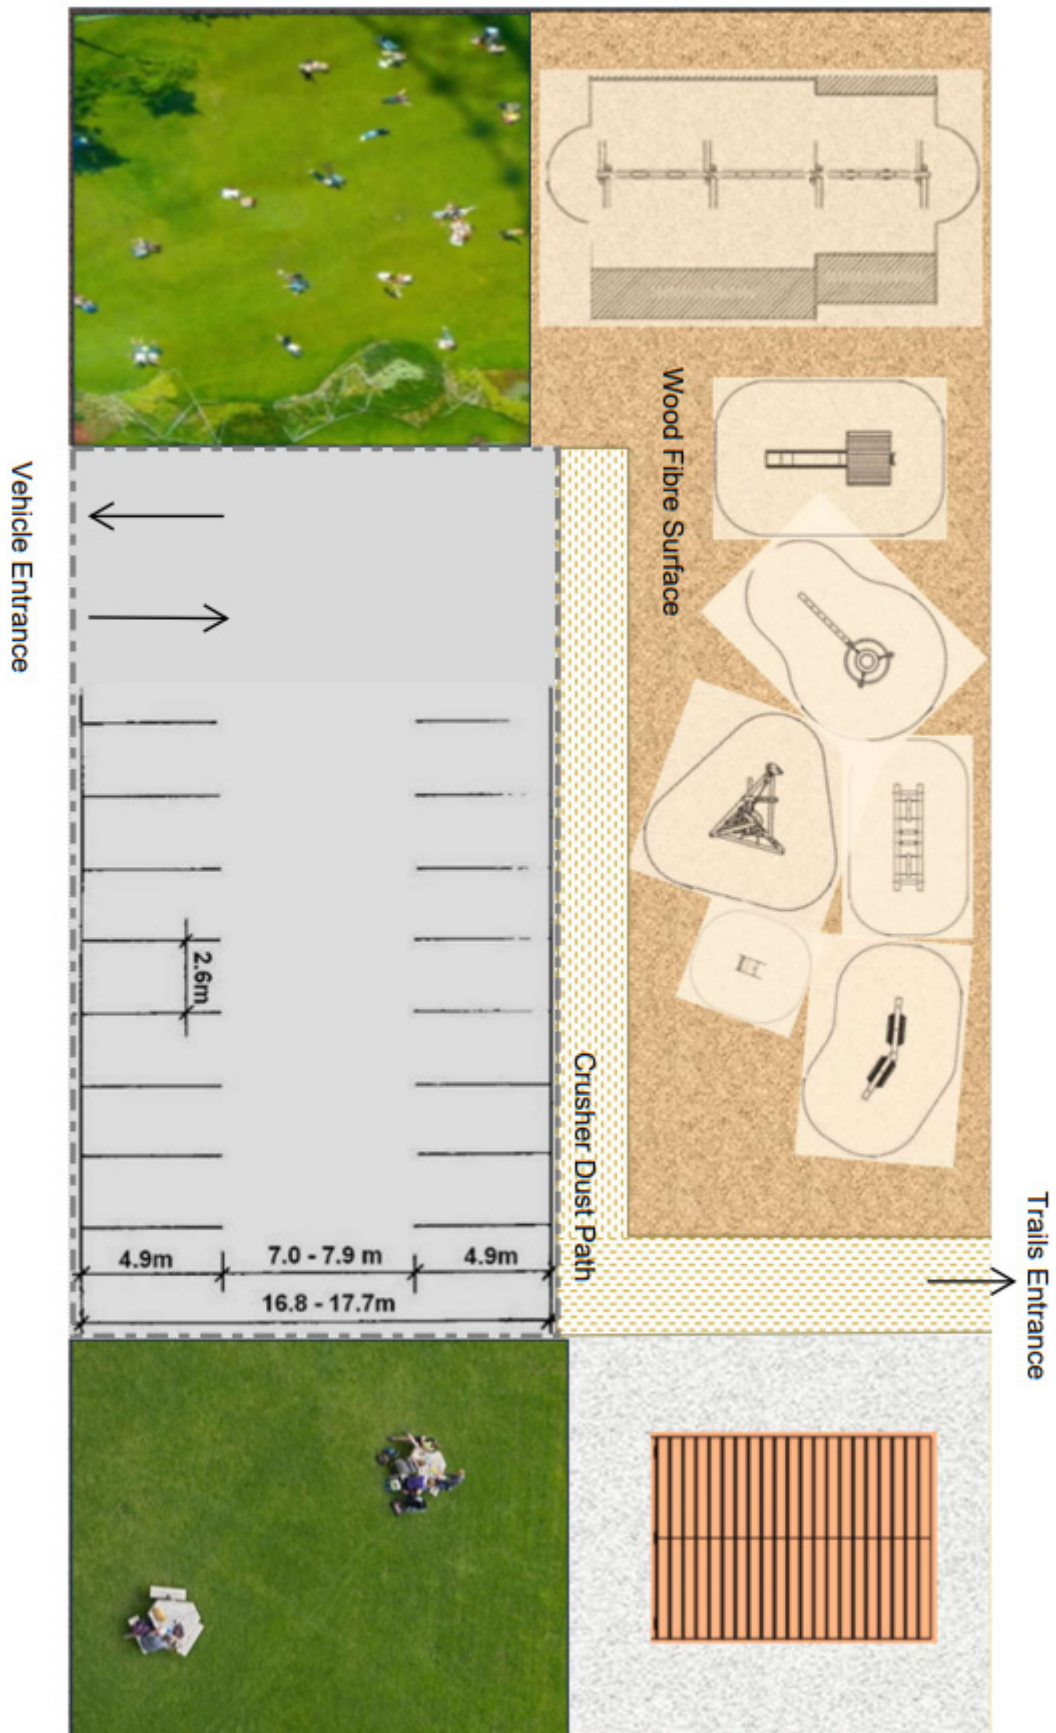 Wood Fibre Surface
Vehicle Entrance
2.6m
Crusher Dust Path
Trails Entrance
4.9m
7.0 - 7.9 m
4.9m
16.8 - 17.7m